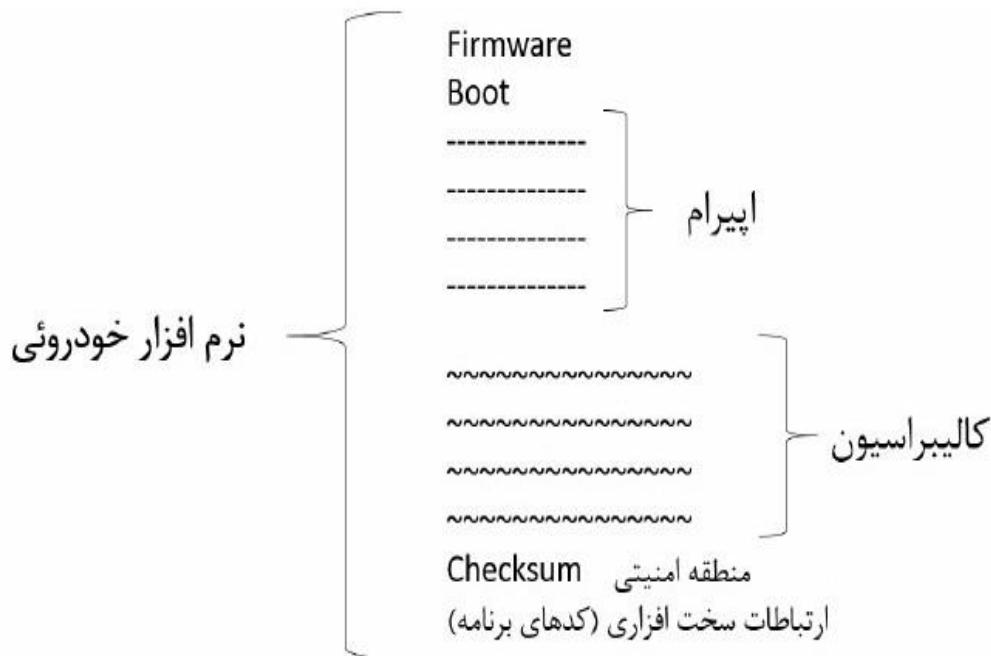 Firmware
Boot
--------------
--------------
--------------
--------------
اپیرام
نرم افزار خودروئی
~~~~~~~~~~~~~~~
~~~~~~~~~~~~~~~
~~~~~~~~~~~~~~~
~~~~~~~~~~~~~~~
کالیبراسیون
Checksum منطقه امنیتی
ارتباطات سخت افزاری (کدهای برنامه)